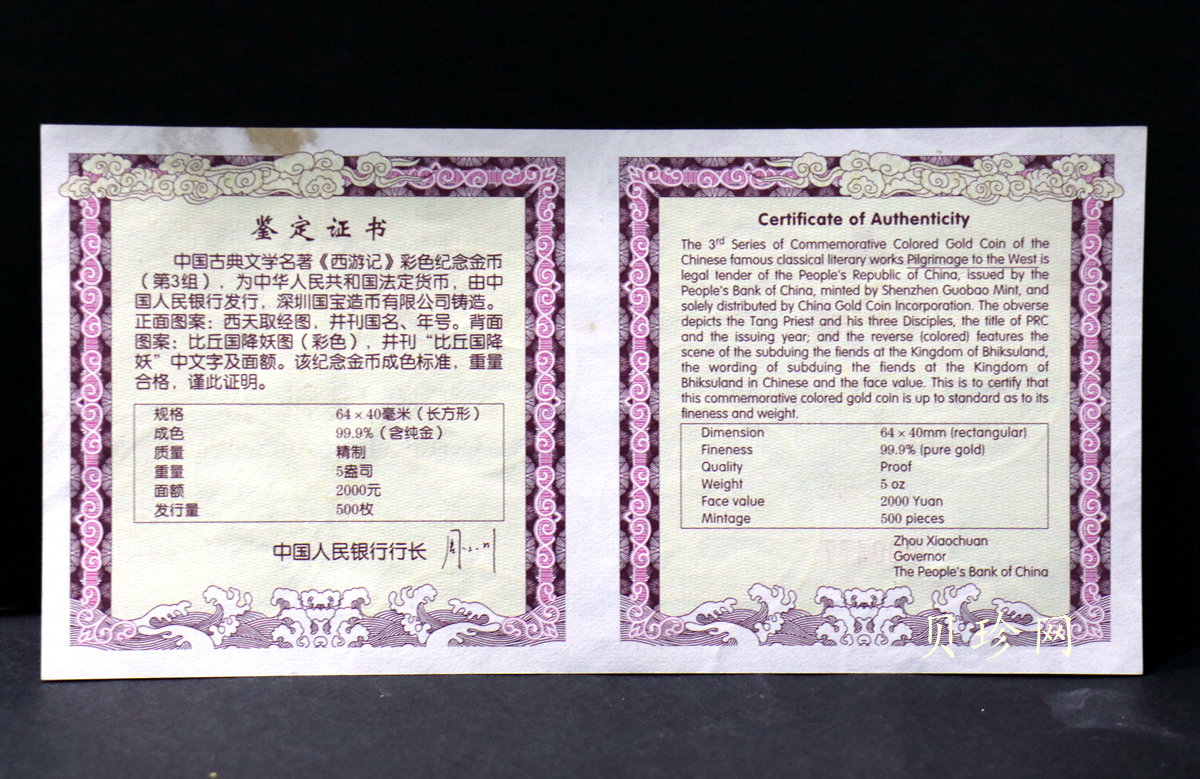 鉴定证书
中国古典文学名著《西游记》彩色纪念金币
（第3组），为中华人民共和国法定货币，由中
国人民银行发行，深圳国宝造币有限公司铸造。
正面图案：西天取经图，并刊国名、年号。背面
图案：比丘国降妖图（彩色），并刊“比丘国降
妖”中文字及面额。该纪念金币成色标准，重量
合格，谨此证明。
规格 64×40毫米（长方形）
成色 99.9%（含纯金）
质量 精制
重量 5盎司
面额 2000元
发行量 500枚
中国人民银行行长
Certificate of Authenticity
The 3rd Series of Commemorative Colored Gold Coin of the
Chinese famous classical literary works Pilgrimage to the West is
legal tender of the People's Republic of China, issued by the
People's Bank of China, minted by Shenzhen Guobao Mint, and
solely distributed by China Gold Coin Incorporation. The obverse
depicts the Tang Priest and his three Disciples, the title of PRC
and the issuing year; and the reverse (colored) features the
scene of the subduing the fiends at the Kingdom of Bhiksuland,
the wording of subduing the fiends at the Kingdom of
Bhiksuland in Chinese and the face value. This is to certify that
this commemorative colored gold coin is up to standard as to its
fineness and weight.
Dimension 64×40mm (rectangular)
Fineness 99.9% (pure gold)
Quality Proof
Weight 5 oz
Face value 2000 Yuan
Mintage 500 pieces
Zhou Xiaochuan
Governor
The People's Bank of China
贝珍网